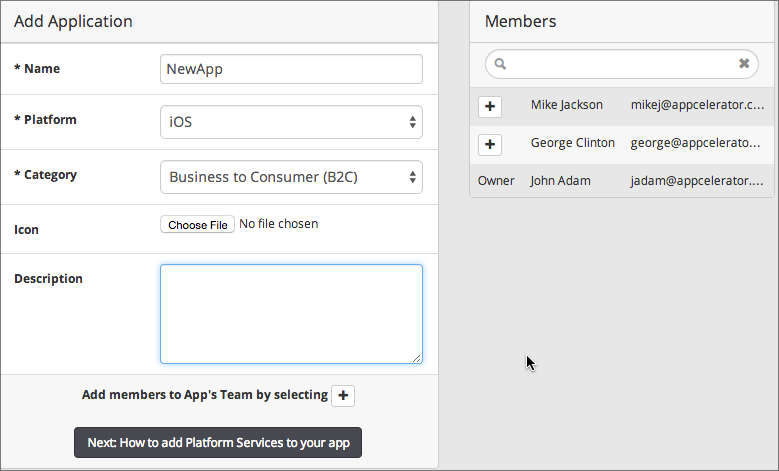 Add Application
* Name
NewApp
* Platform
iOS
* Category
Business to Consumer (B2C)
Icon
Choose File No file chosen
Description
Add members to App's Team by selecting +
Next: How to add Platform Services to your app
Members
+ Mike Jackson mikej@appcelerator.c...
+ George Clinton george@appcelerato...
Owner John Adam jadam@appcelerator....